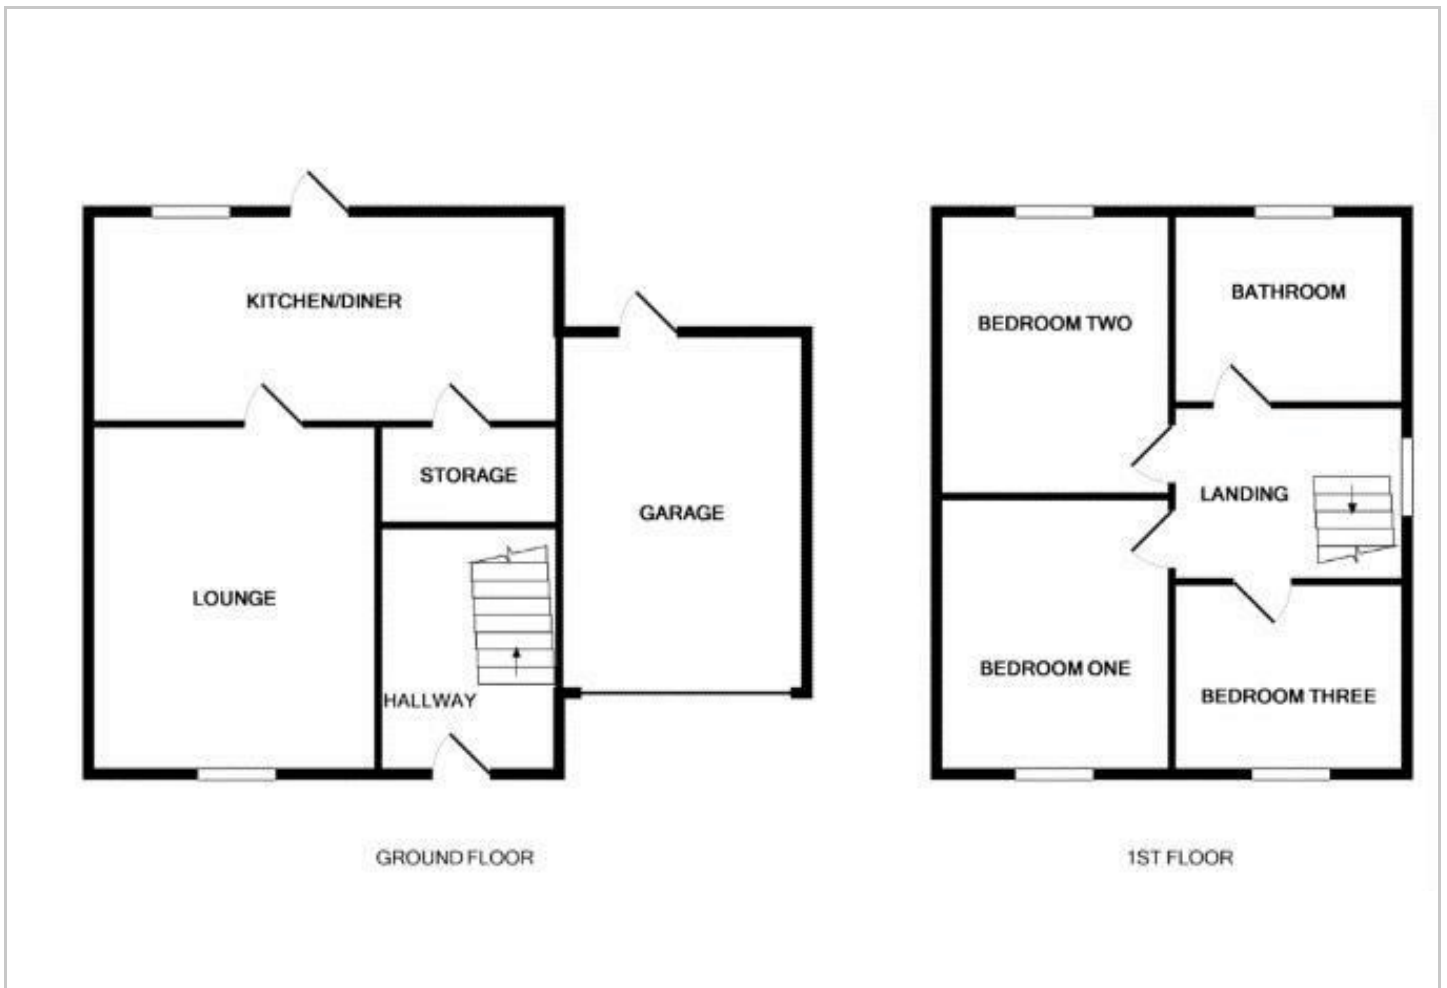 KITCHEN/DINER
STORAGE
GARAGE
LOUNGE
HALLWAY
GROUND FLOOR
BEDROOM TWO
BATHROOM
LANDING
BEDROOM ONE
BEDROOM THREE
1ST FLOOR